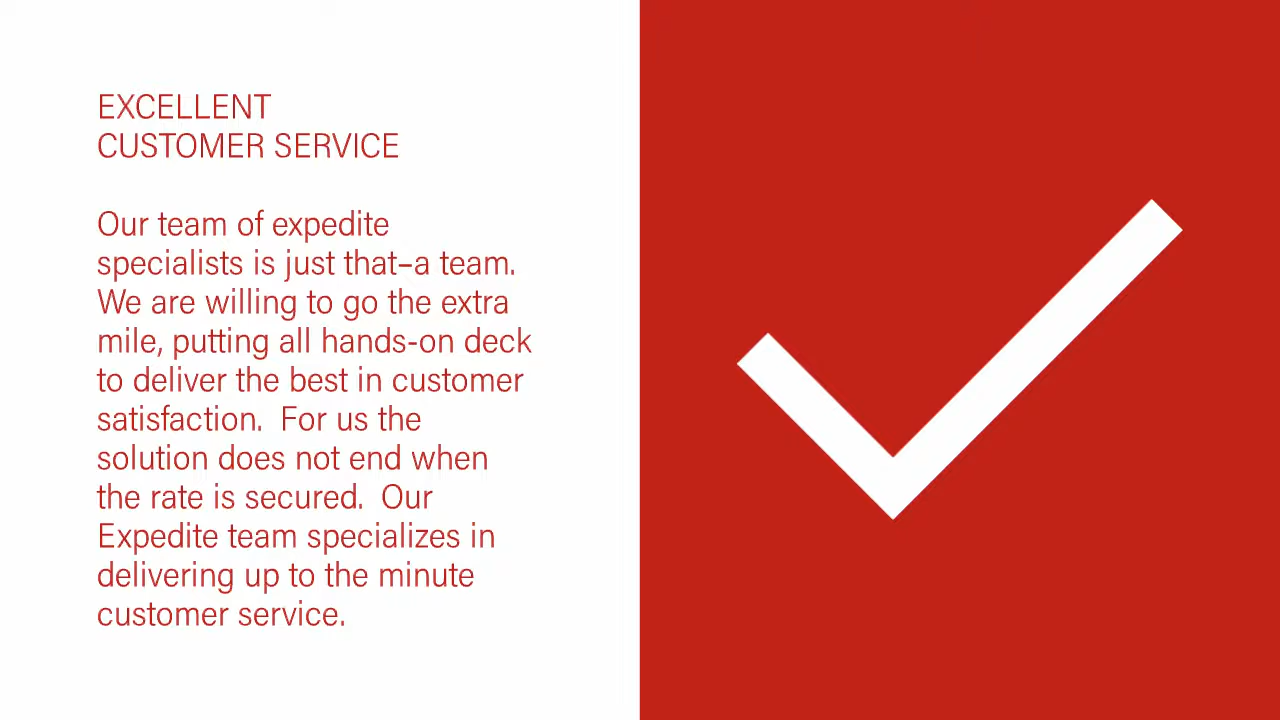 EXCELLENT
CUSTOMER SERVICE
Our team of expedite
specialists is just that–a team.
We are willing to go the extra
mile, putting all hands-on deck
to deliver the best in customer
satisfaction.  For us the
solution does not end when
the rate is secured.  Our
Expedite team specializes in
delivering up to the minute
customer service.